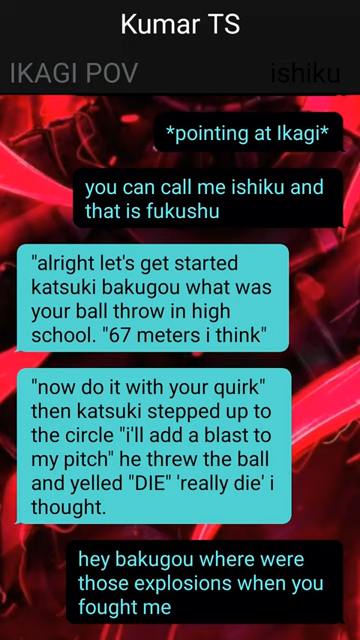 Kumar TS
IKAGI POV
ishiku
*pointing at Ikagi*
you can call me ishiku and
that is fukushu
"alright let's get started
katsuki bakugou what was
your ball throw in high
school. "67 meters i think"
"now do it with your quirk"
then katsuki stepped up to
the circle "i'll add a blast to
my pitch" he threw the ball
and yelled "DIE" 'really die' i
thought.
hey bakugou where were
those explosions when you
fought me